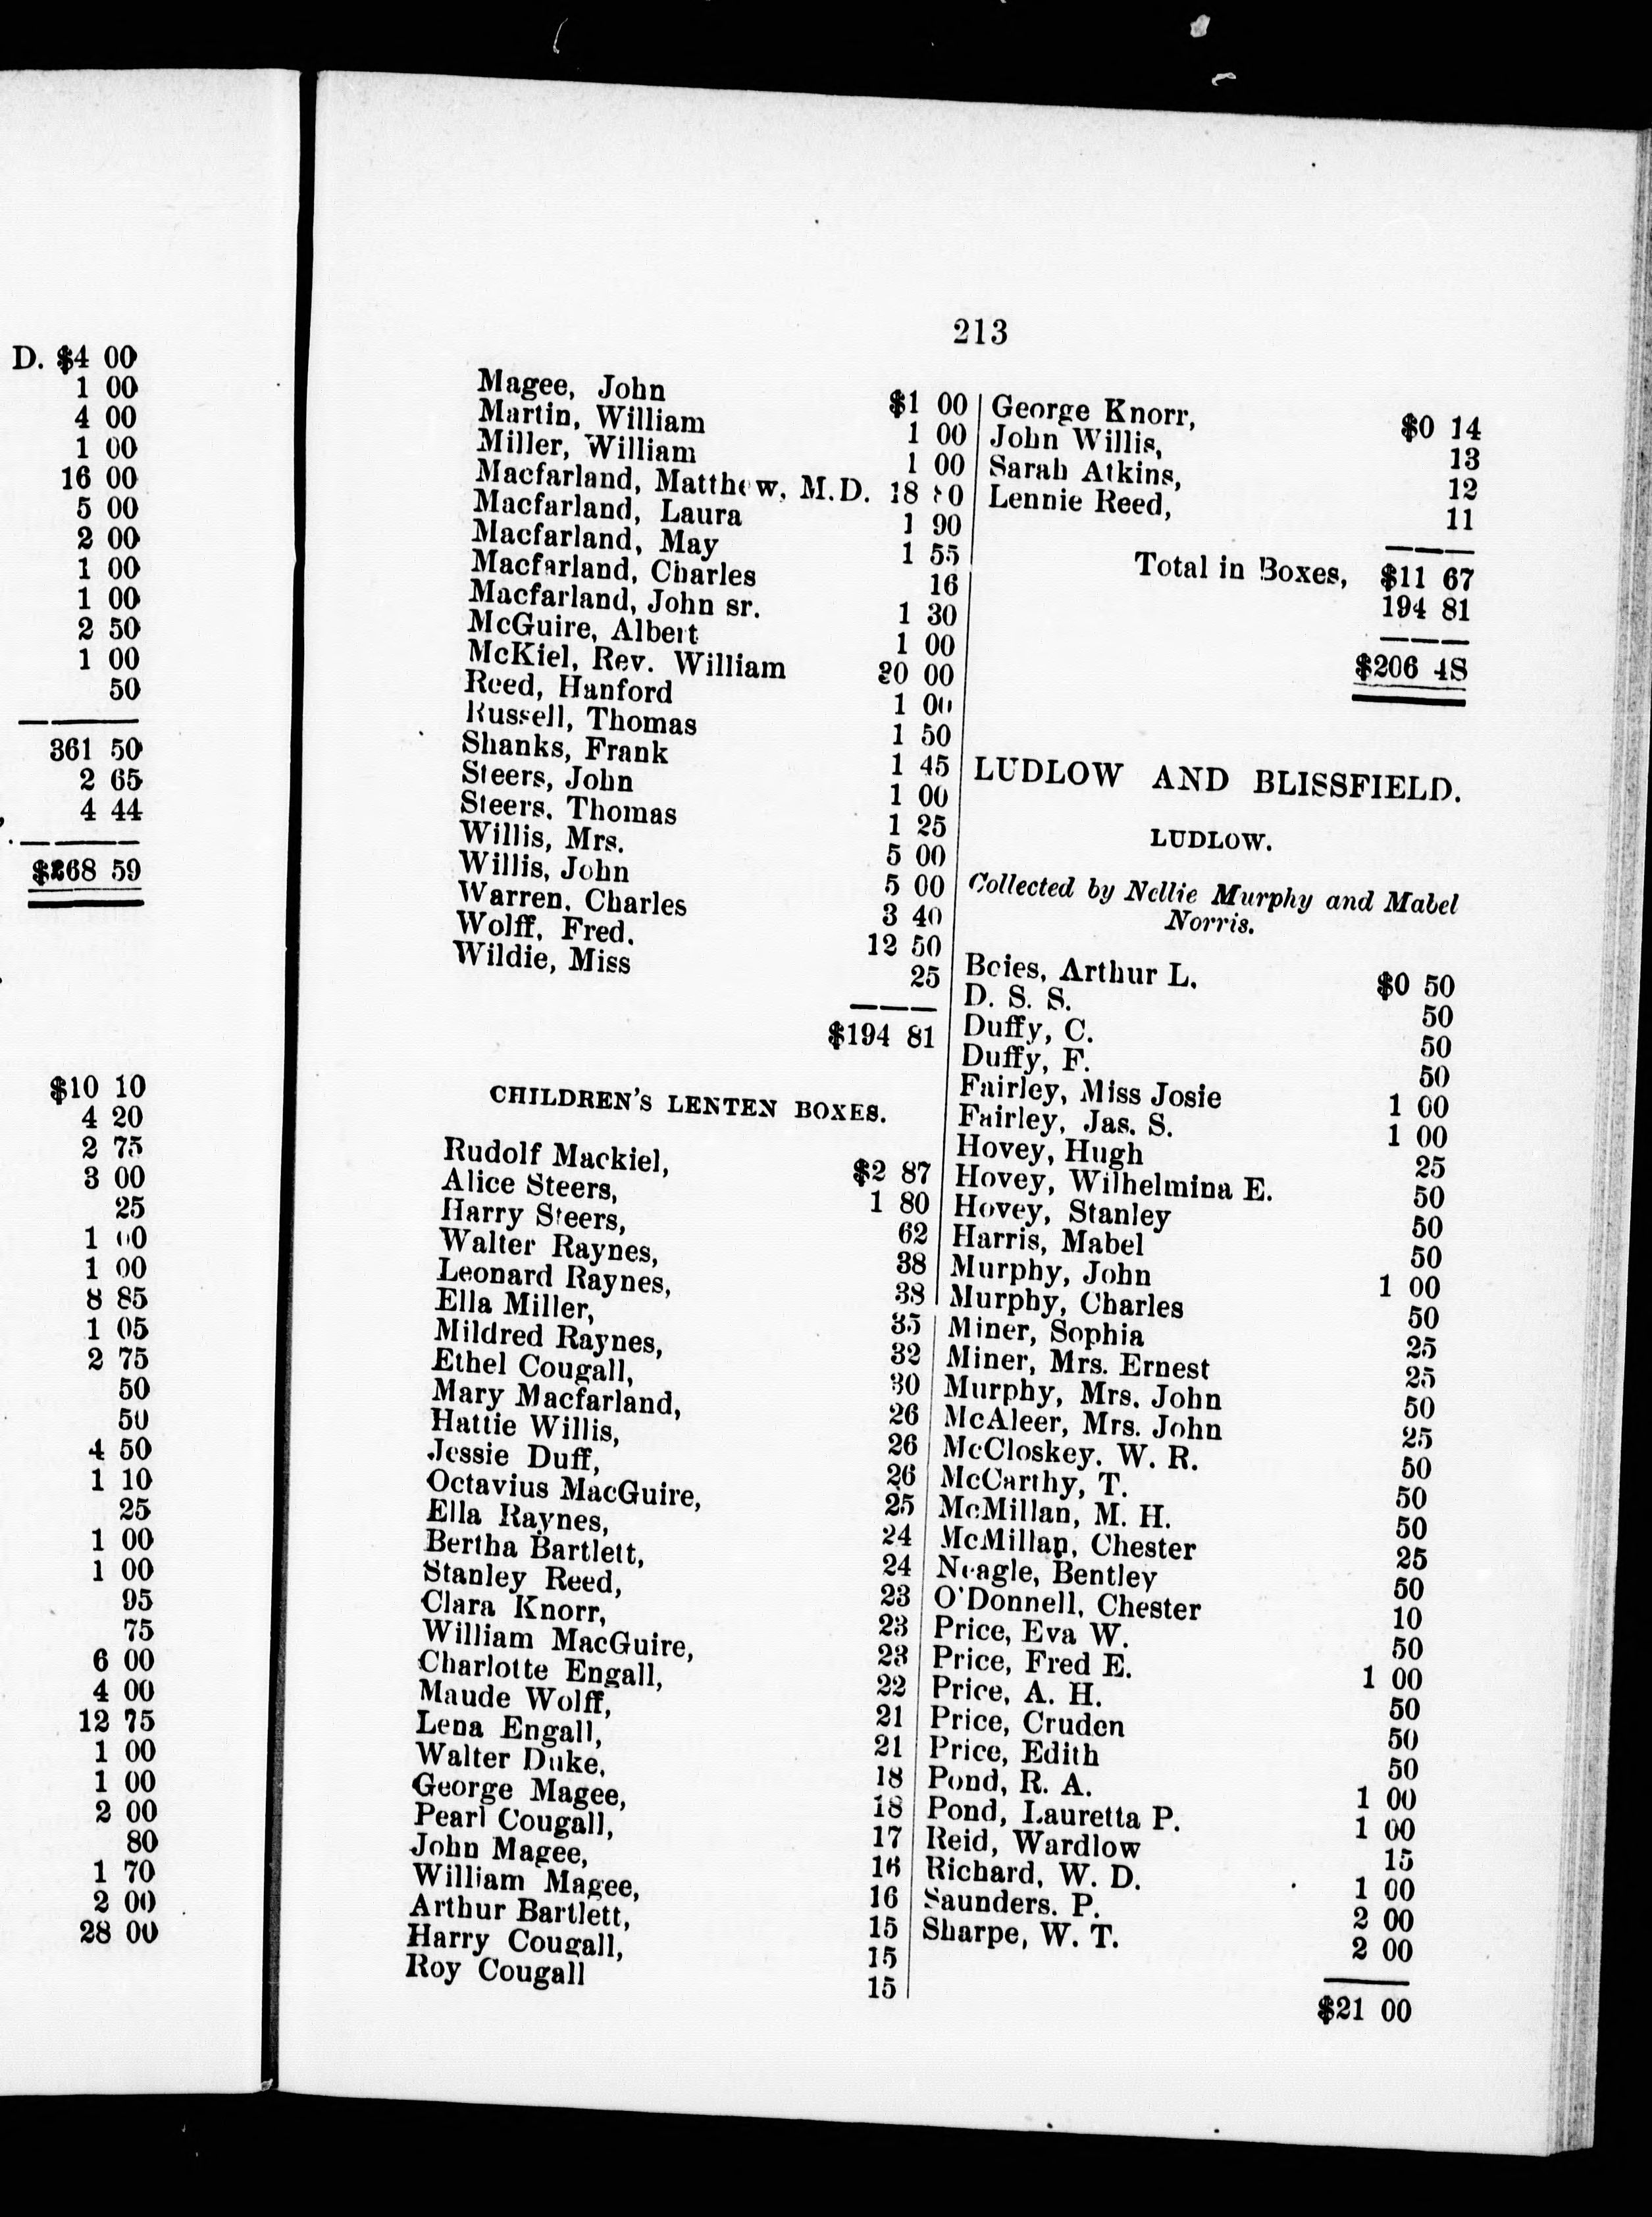 D. $4 00
1 00
4 00
1 00
16 00
5 00
2 00
1 00
1 00
2 50
1 00
50
361 50
2 65
4 44
$268 59
$10 10
4 20
2 75
3 00
25
1 00
1 00
8 85
1 05
2 75
50
50
4 50
1 10
25
1 00
1 00
95
75
6 00
4 00
12 75
1 00
1 00
2 00
80
1 70
2 00
28 00
213
Magee, John $1 00
Martin, William 1 00
Miller, William 1 00
Macfarland, Matthew, M.D. 18 80
Macfarland, Laura 1 90
Macfarland, May 1 55
Macfarland, Charles 16
Macfarland, John sr. 1 30
McGuire, Albert 1 00
McKiel, Rev. William 20 00
Reed, Hanford 1 00
Russell, Thomas 1 50
Shanks, Frank 1 45
Steers, John 1 00
Steers. Thomas 1 25
Willis, Mrs. 5 00
Willis, John 5 00
Warren. Charles 3 40
Wolff, Fred. 12 50
Wildie, Miss 25
$194 81
CHILDREN'S LENTEN BOXES.
Rudolf Mackiel, $2 87
Alice Steers, 1 80
Harry Steers, 62
Walter Raynes, 38
Leonard Raynes, 38
Ella Miller, 35
Mildred Raynes, 32
Ethel Cougall, 30
Mary Macfarland, 26
Hattie Willis, 26
Jessie Duff, 26
Octavius MacGuire, 25
Ella Raynes, 24
Bertha Bartlett, 24
Stanley Reed, 23
Clara Knorr, 23
William MacGuire, 23
Charlotte Engall, 22
Maude Wolff, 21
Lena Engall, 21
Walter Duke, 18
George Magee, 18
Pearl Cougall, 17
John Magee, 16
William Magee, 16
Arthur Bartlett, 15
Harry Cougall, 15
Roy Cougall 15
George Knorr, $0 14
John Willis, 13
Sarah Atkins, 12
Lennie Reed, 11
Total in Boxes, $11 67
194 81
$206 48
LUDLOW AND BLISSFIELD.
LUDLOW.
Collected by Nellie Murphy and Mabel
Norris.
Boies, Arthur L. $0 50
D. S. S. 50
Duffy, C. 50
Duffy, F. 50
Fairley, Miss Josie 1 00
Fairley, Jas. S. 1 00
Hovey, Hugh 25
Hovey, Wilhelmina E. 50
Hovey, Stanley 50
Harris, Mabel 50
Murphy, John 1 00
Murphy, Charles 50
Miner, Sophia 25
Miner, Mrs. Ernest 25
Murphy, Mrs. John 50
McAleer, Mrs. John 25
McCloskey. W. R. 50
McCarthy, T. 50
McMillan, M. H. 50
McMillan, Chester 25
Neagle, Bentley 50
O'Donnell, Chester 10
Price, Eva W. 50
Price, Fred E. 1 00
Price, A. H. 50
Price, Cruden 50
Price, Edith 50
Pond, R. A. 1 00
Pond, Lauretta P. 1 00
Reid, Wardlow 15
Richard, W. D. 1 00
Saunders. P. 2 00
Sharpe, W. T. 2 00
$21 00